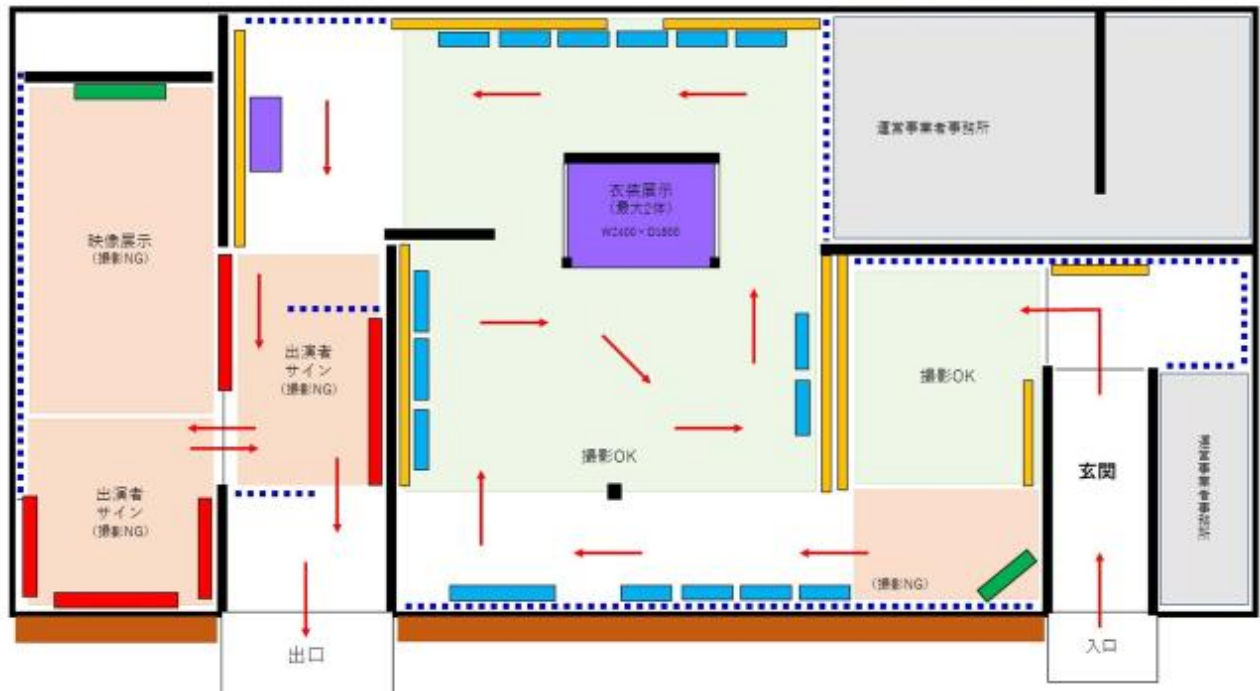 運営事業者事務所
衣装展示
(最大2体)
W2400×D1800
映像展示
(撮影NG)
出演者
サイン
(撮影NG)
撮影OK
撮影OK
出演者
サイン
(撮影NG)
玄関
運営事業者事務所
(撮影NG)
出口
入口